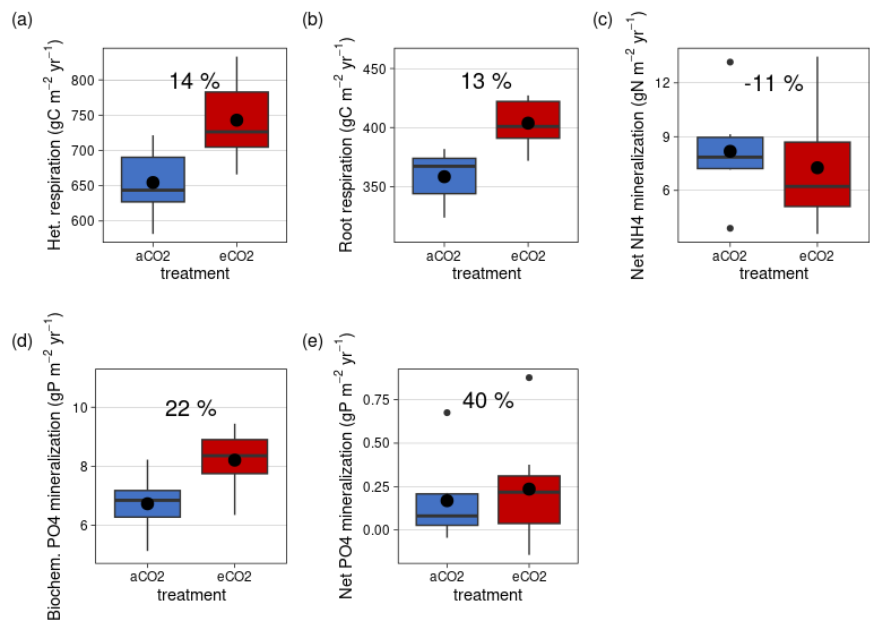 (a)
Het. respiration (gC m⁻² yr⁻¹)
800
750
700
650
600
14 %
aCO2
eCO2
treatment
(b)
Root respiration (gC m⁻² yr⁻¹)
450
400
350
13 %
aCO2
eCO2
treatment
(c)
Net NH4 mineralization (gN m⁻² yr⁻¹)
12
9
6
-11 %
aCO2
eCO2
treatment
(d)
Biochem. PO4 mineralization (gP m⁻² yr⁻¹)
10
8
6
22 %
aCO2
eCO2
treatment
(e)
Net PO4 mineralization (gP m⁻² yr⁻¹)
0.75
0.50
0.25
0.00
40 %
aCO2
eCO2
treatment